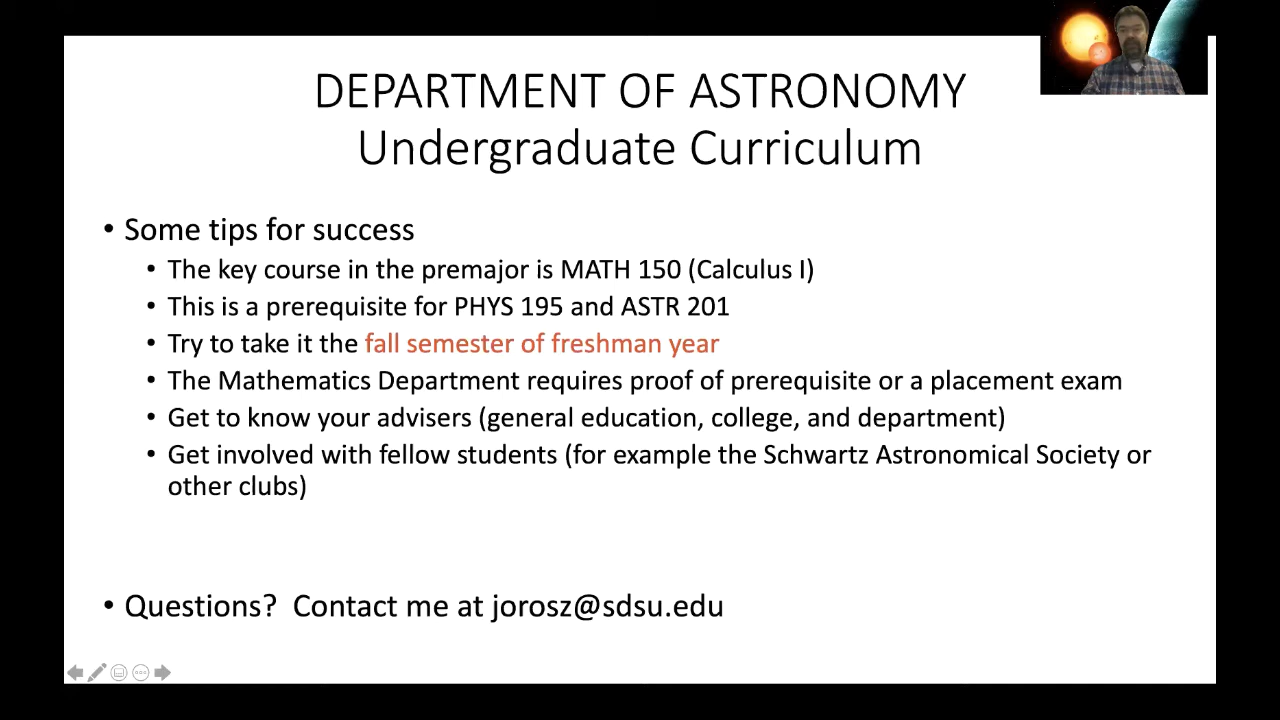 DEPARTMENT OF ASTRONOMY
Undergraduate Curriculum
• Some tips for success
• The key course in the premajor is MATH 150 (Calculus I)
• This is a prerequisite for PHYS 195 and ASTR 201
• Try to take it the fall semester of freshman year
• The Mathematics Department requires proof of prerequisite or a placement exam
• Get to know your advisers (general education, college, and department)
• Get involved with fellow students (for example the Schwartz Astronomical Society or
other clubs)
• Questions?  Contact me at jorosz@sdsu.edu